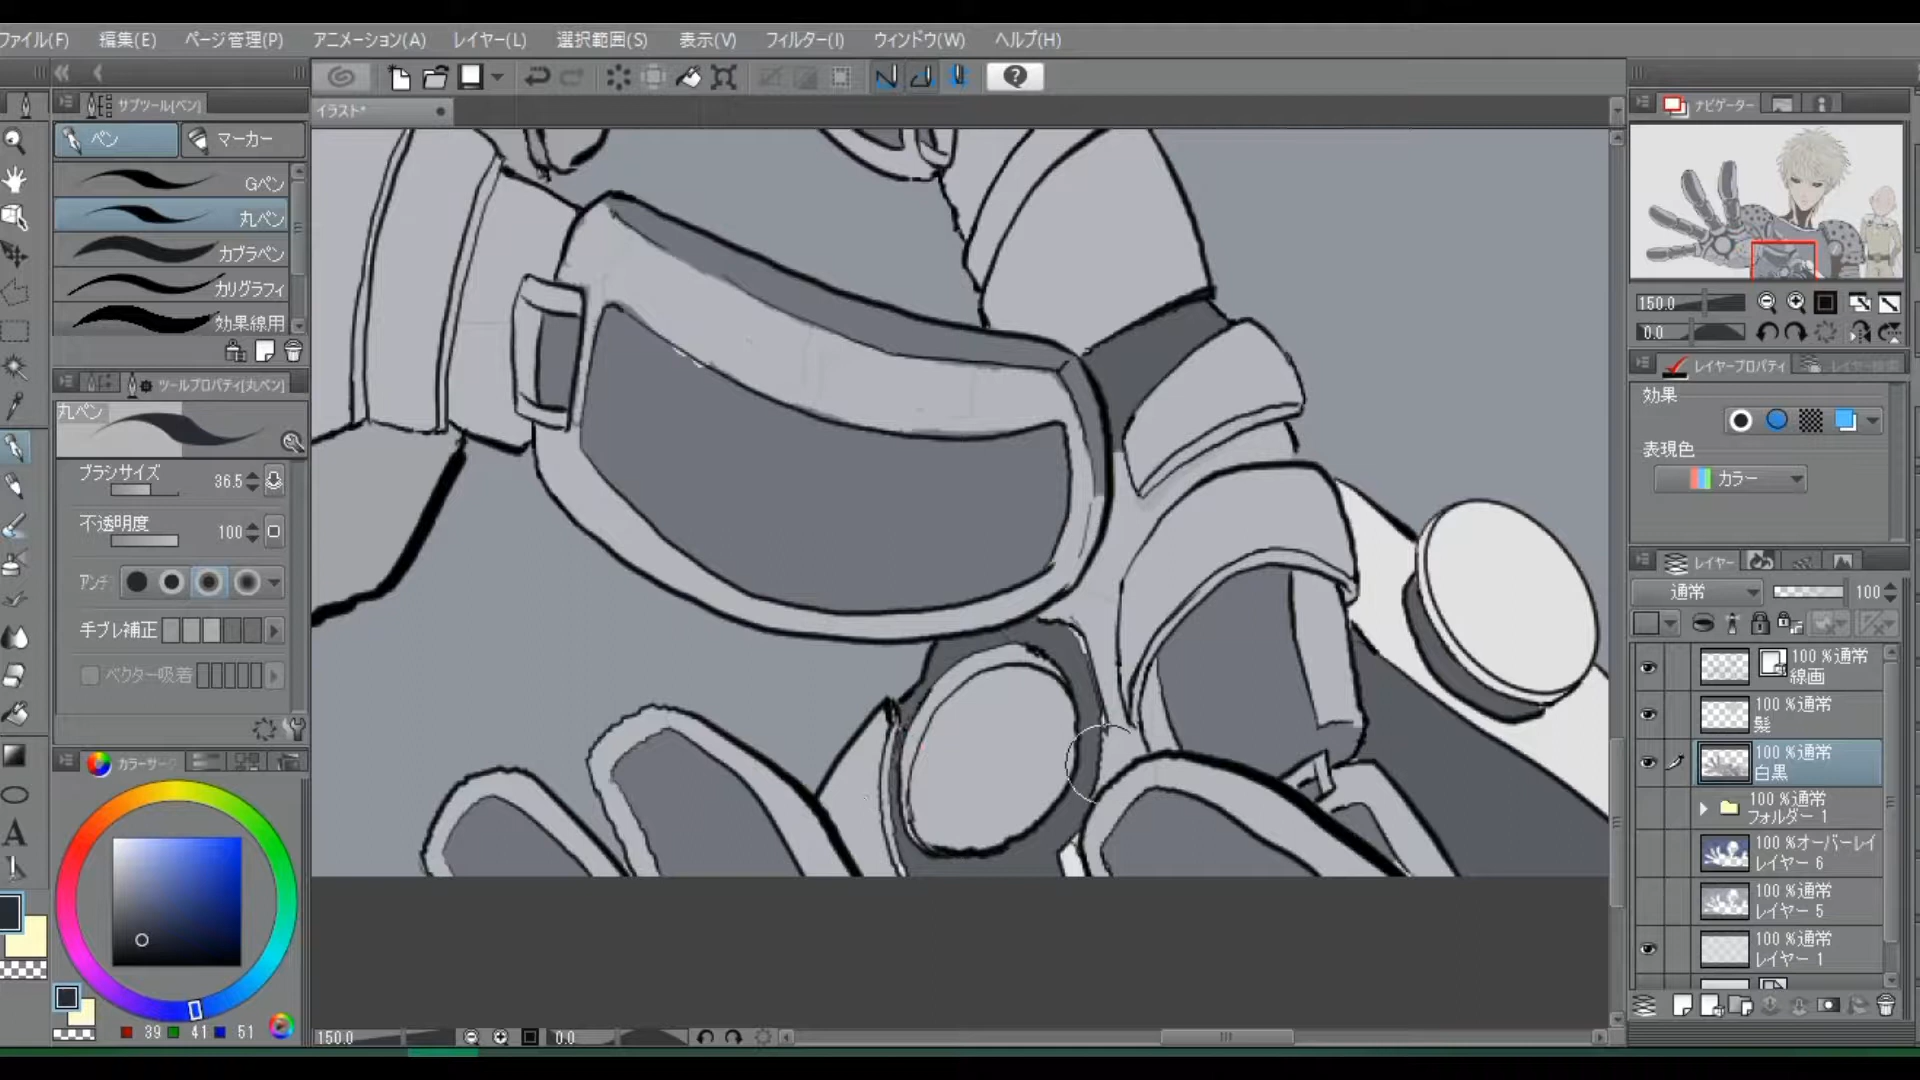 ファイル(F) 編集(E) ページ管理(P) アニメーション(A) レイヤー(L) 選択範囲(S) 表示(V) フィルター(I) ウィンドウ(W) ヘルプ(H)
サブツール[ペン]
イラスト*
ナビゲーター
ペン
マーカー
Gペン
丸ペン
カブラペン
カリグラフィ
効果線用
150.0
0.0
ツールプロパティ[丸ペン]
レイヤープロパティ
丸ペン
効果
表現色
カラー
ブラシサイズ 36.5
不透明度 100
アンチ
手ブレ補正
ベクター吸着
レイヤー
通常 100
100 %通常
線画
100 %通常
髪
100 %通常
白黒
100 %通常
フォルダー 1
100 %オーバーレイ
レイヤー 6
100 %通常
レイヤー 5
100 %通常
レイヤー 1
カラーサーク
A
39 41 51
150.0 0.0